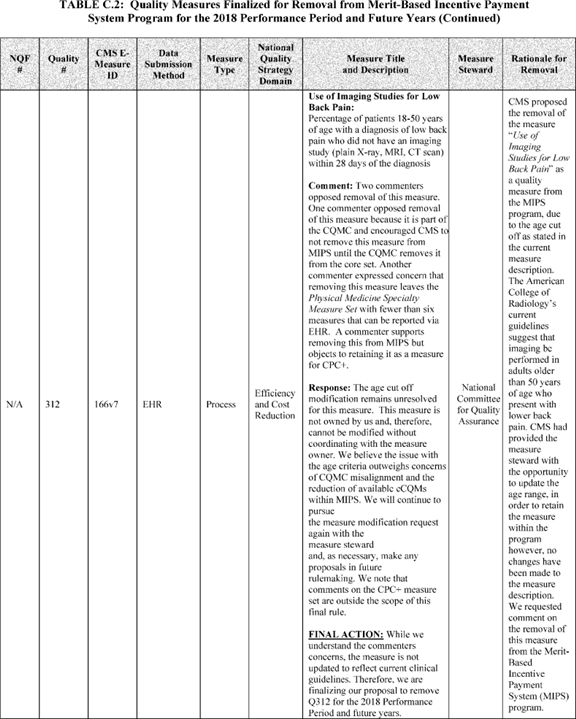 TABLE C.2:  Quality Measures Finalized for Removal from Merit-Based Incentive Payment
System Program for the 2018 Performance Period and Future Years (Continued)
NQF
#
Quality
#
CMS E-
Measure
ID
Data
Submission
Method
Measure
Type
National
Quality
Strategy
Domain
Measure Title
and Description
Measure
Steward
Rationale for
Removal
N/A
312
166v7
EHR
Process
Efficiency
and Cost
Reduction
Use of Imaging Studies for Low
Back Pain:
Percentage of patients 18-50 years
of age with a diagnosis of low back
pain who did not have an imaging
study (plain X-ray, MRI, CT scan)
within 28 days of the diagnosis
Comment: Two commenters
opposed removal of this measure.
One commenter opposed removal
of this measure because it is part of
the CQMC and encouraged CMS to
not remove this measure from
MIPS until the CQMC removes it
from the core set. Another
commenter expressed concern that
removing this measure leaves the
Physical Medicine Specialty
Measure Set with fewer than six
measures that can be reported via
EHR.  A commenter supports
removing this from MIPS but
objects to retaining it as a measure
for CPC+.
Response: The age cut off
modification remains unresolved
for this measure.  This measure is
not owned by us and, therefore,
cannot be modified without
coordinating with the measure
owner. We believe the issue with
the age criteria outweighs concerns
of CQMC misalignment and the
reduction of available eCQMs
within MIPS. We will continue to
pursue
the measure modification request
again with the
measure steward
and, as necessary, make any
proposals in future
rulemaking. We note that
comments on the CPC+ measure
set are outside the scope of this
final rule.
FINAL ACTION: While we
understand the commenters
concerns, the measure is not
updated to reflect current clinical
guidelines. Therefore, we are
finalizing our proposal to remove
Q312 for the 2018 Performance
Period and future years.
National
Committee
for Quality
Assurance
CMS proposed
the removal of
the measure
“Use of
Imaging
Studies for Low
Back Pain” as
a quality
measure from
the MIPS
program, due
to the age cut
off as stated in
the current
measure
description.
The American
College of
Radiology’s
current
guidelines
suggest that
imaging be
performed in
adults older
than 50 years
of age who
present with
lower back
pain. CMS had
provided the
measure
steward with
the opportunity
to update the
age range, in
order to retain
the measure
within the
program
however, no
changes have
been made to
the measure
description.
We requested
comment on
the removal of
this measure
from the Merit-
Based
Incentive
Payment
System (MIPS)
program.